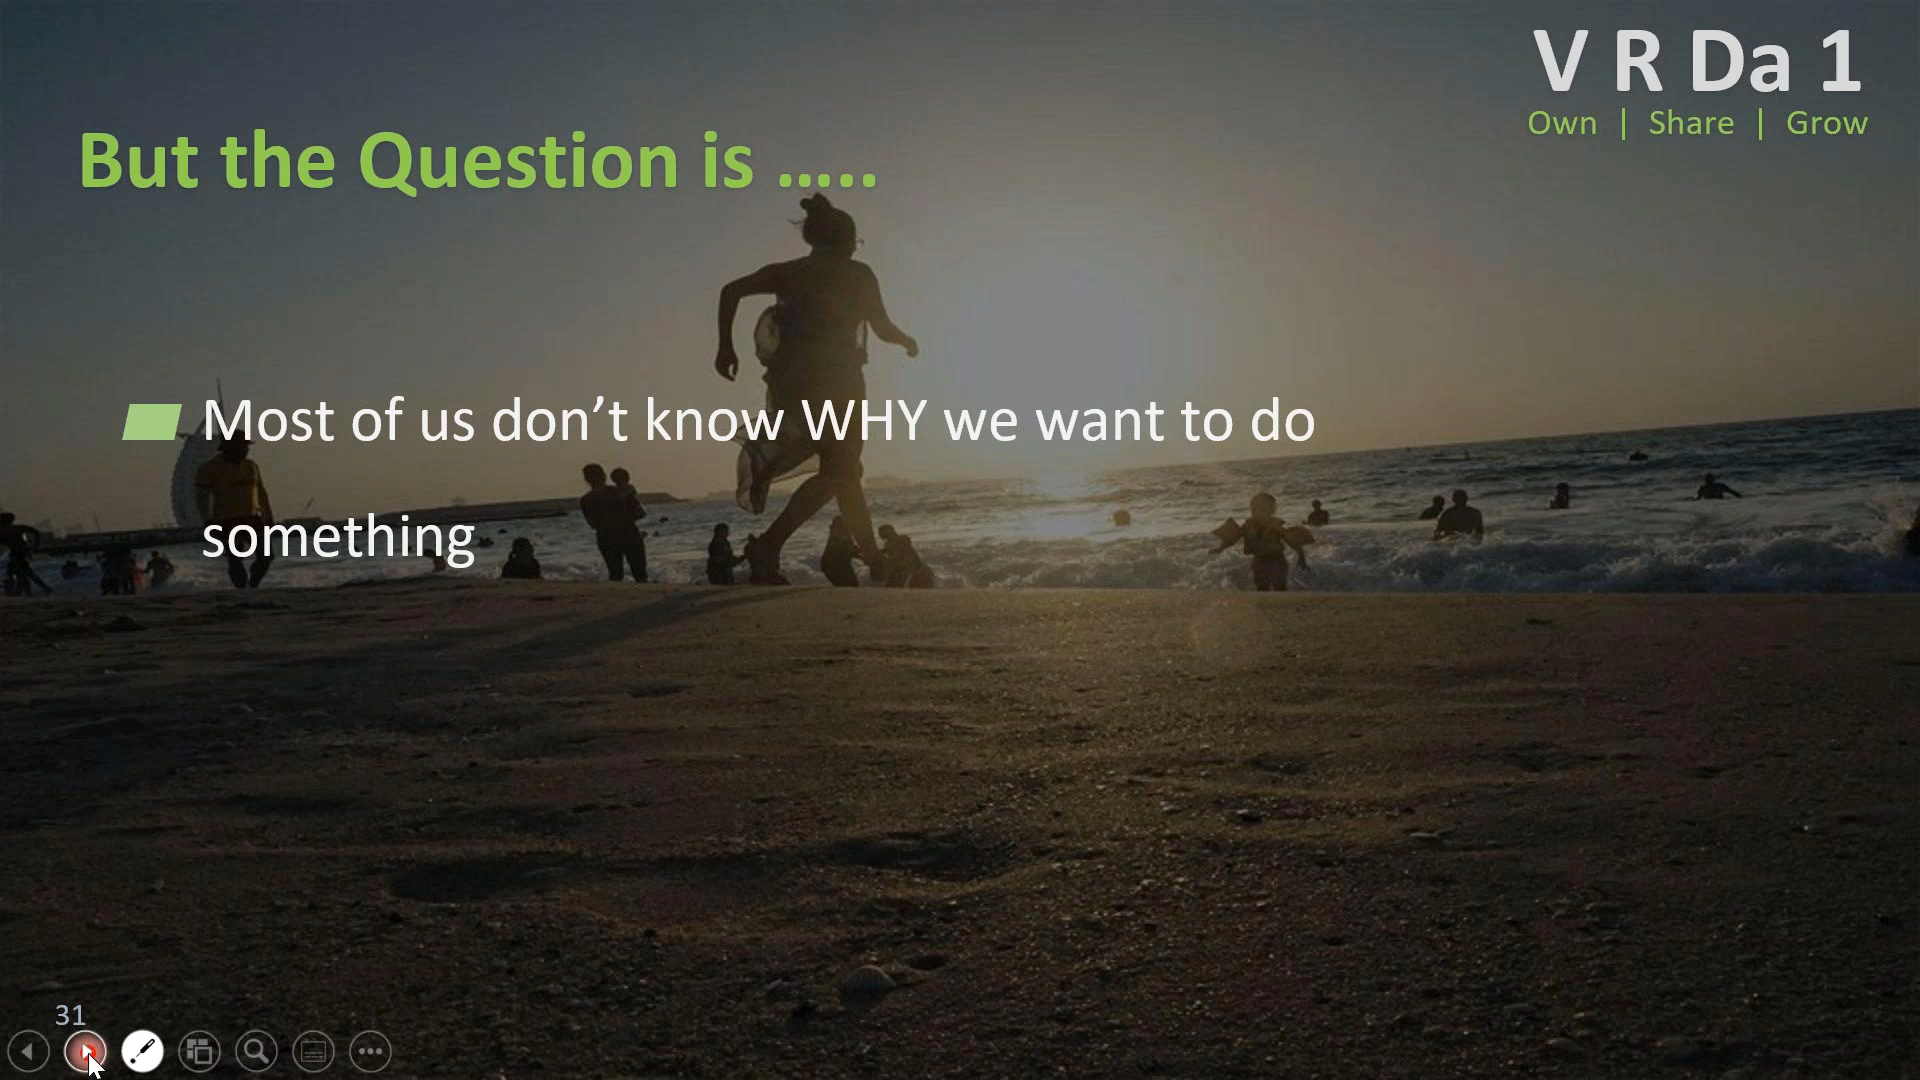 V R Da 1
Own | Share | Grow
But the Question is .....
Most of us don’t know WHY we want to do
something
31